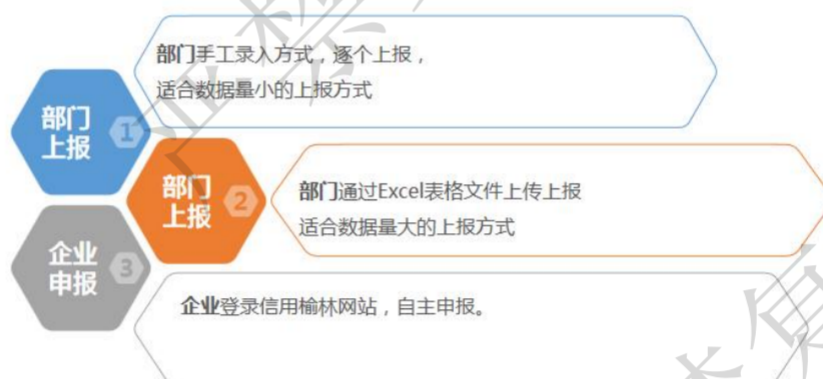 部门手工录入方式，逐个上报，
适合数据量小的上报方式
部门
上报
1
部门
上报
2
部门通过Excel表格文件上传上报
适合数据量大的上报方式
企业
申报
3
企业登录信用榆林网站，自主申报。
严禁
禁复